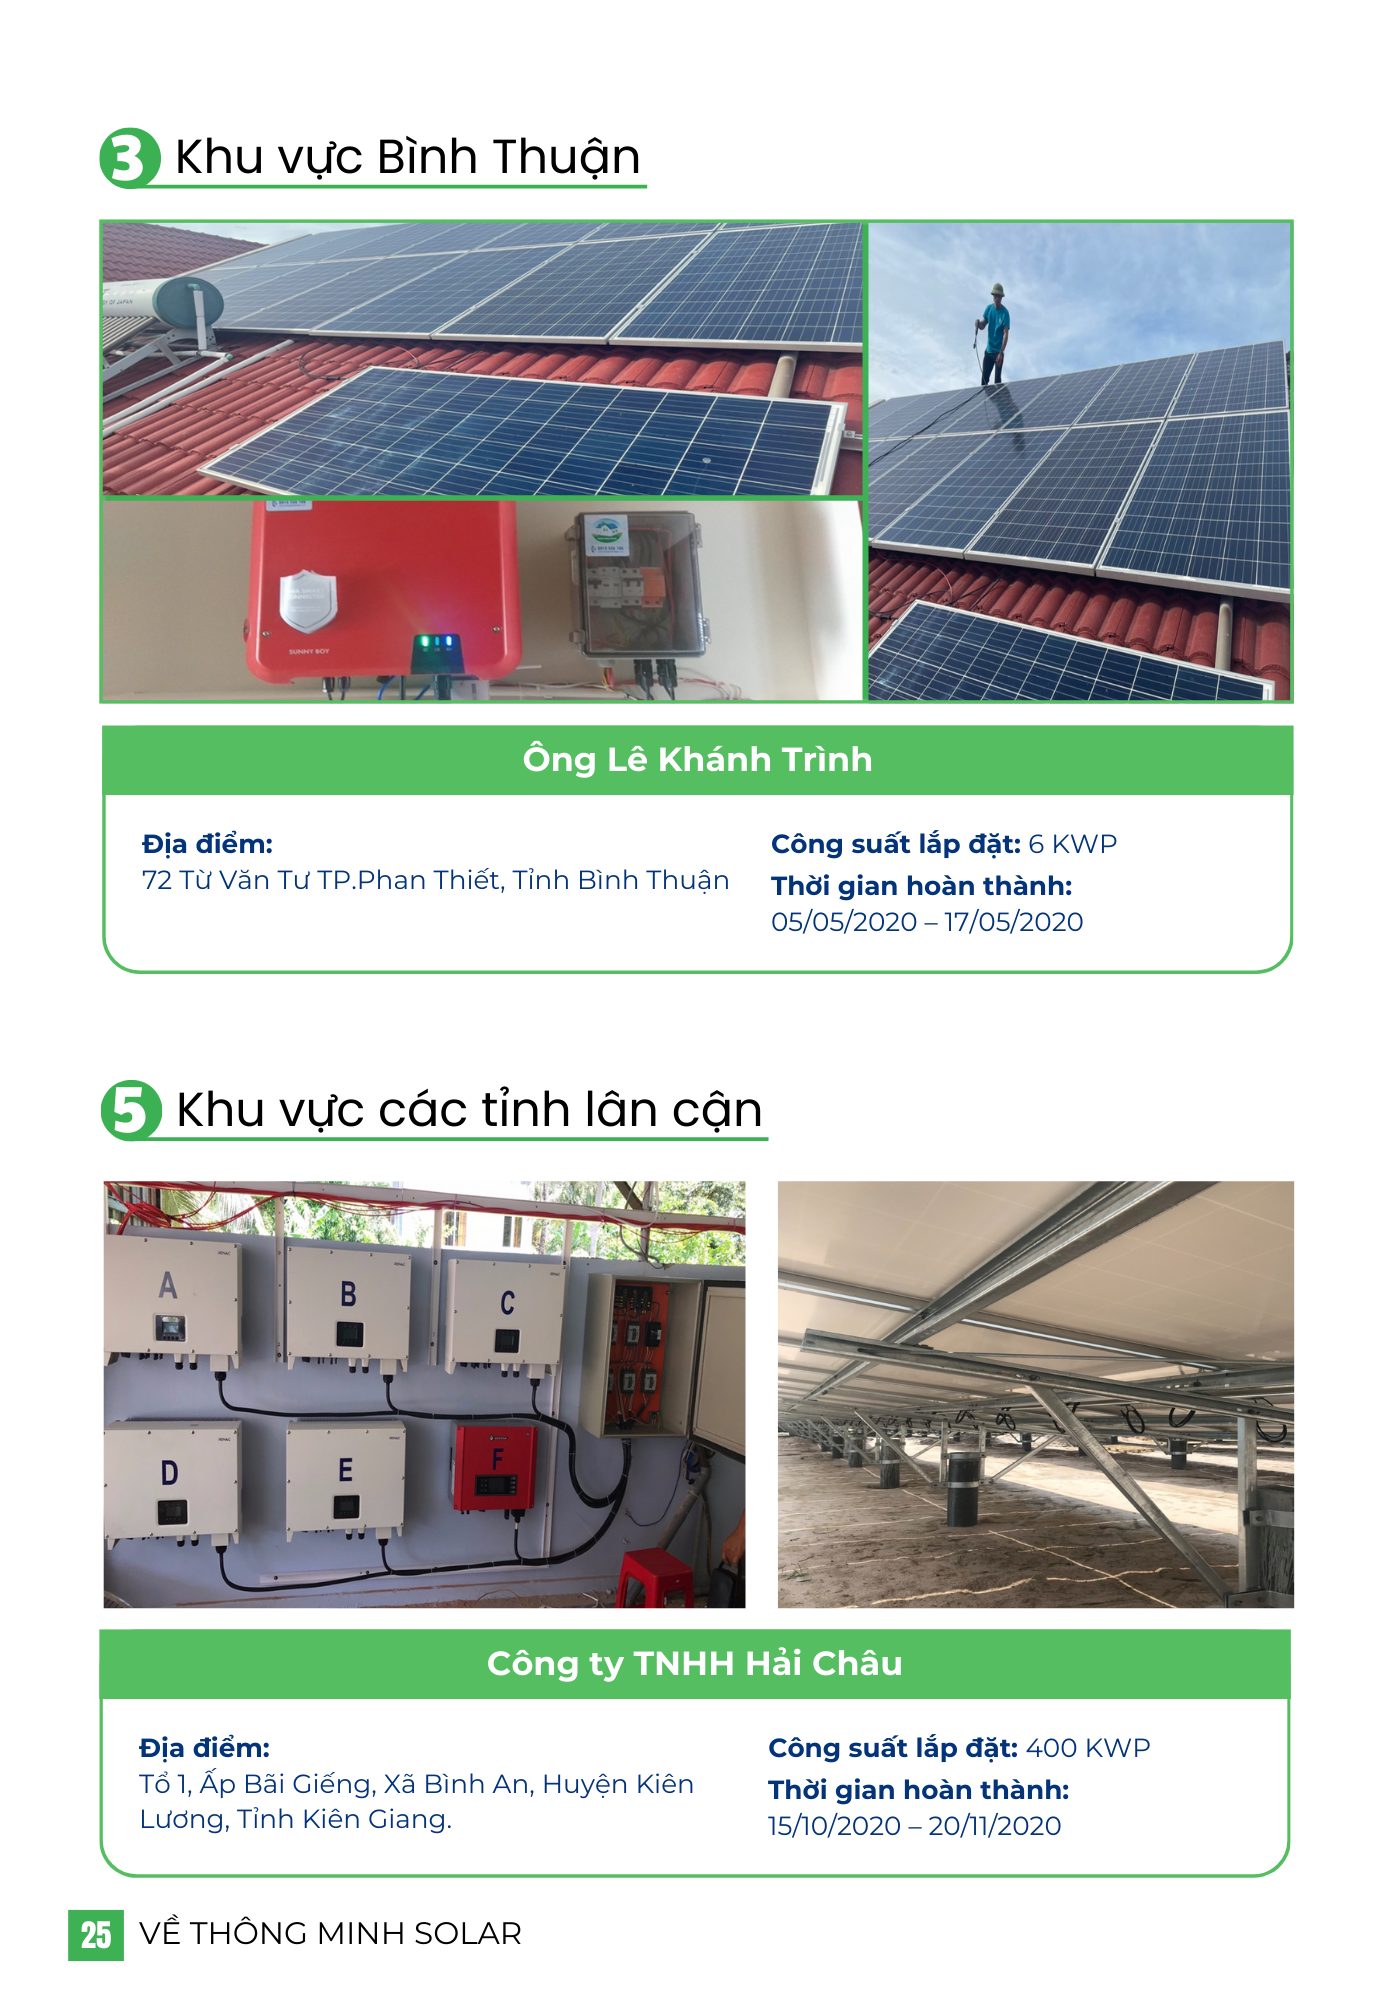 3 Khu vực Bình Thuận
OF JAPAN
SUNNY BOY
Ông Lê Khánh Trình
Địa điểm:
72 Từ Văn Tư TP.Phan Thiết, Tỉnh Bình Thuận
Công suất lắp đặt: 6 KWP
Thời gian hoàn thành:
05/05/2020 – 17/05/2020
5 Khu vực các tỉnh lân cận
A
B
C
D
E
F
Công ty TNHH Hải Châu
Địa điểm:
Tổ 1, Ấp Bãi Giếng, Xã Bình An, Huyện Kiên
Lương, Tỉnh Kiên Giang.
Công suất lắp đặt: 400 KWP
Thời gian hoàn thành:
15/10/2020 – 20/11/2020
25 VỀ THÔNG MINH SOLAR